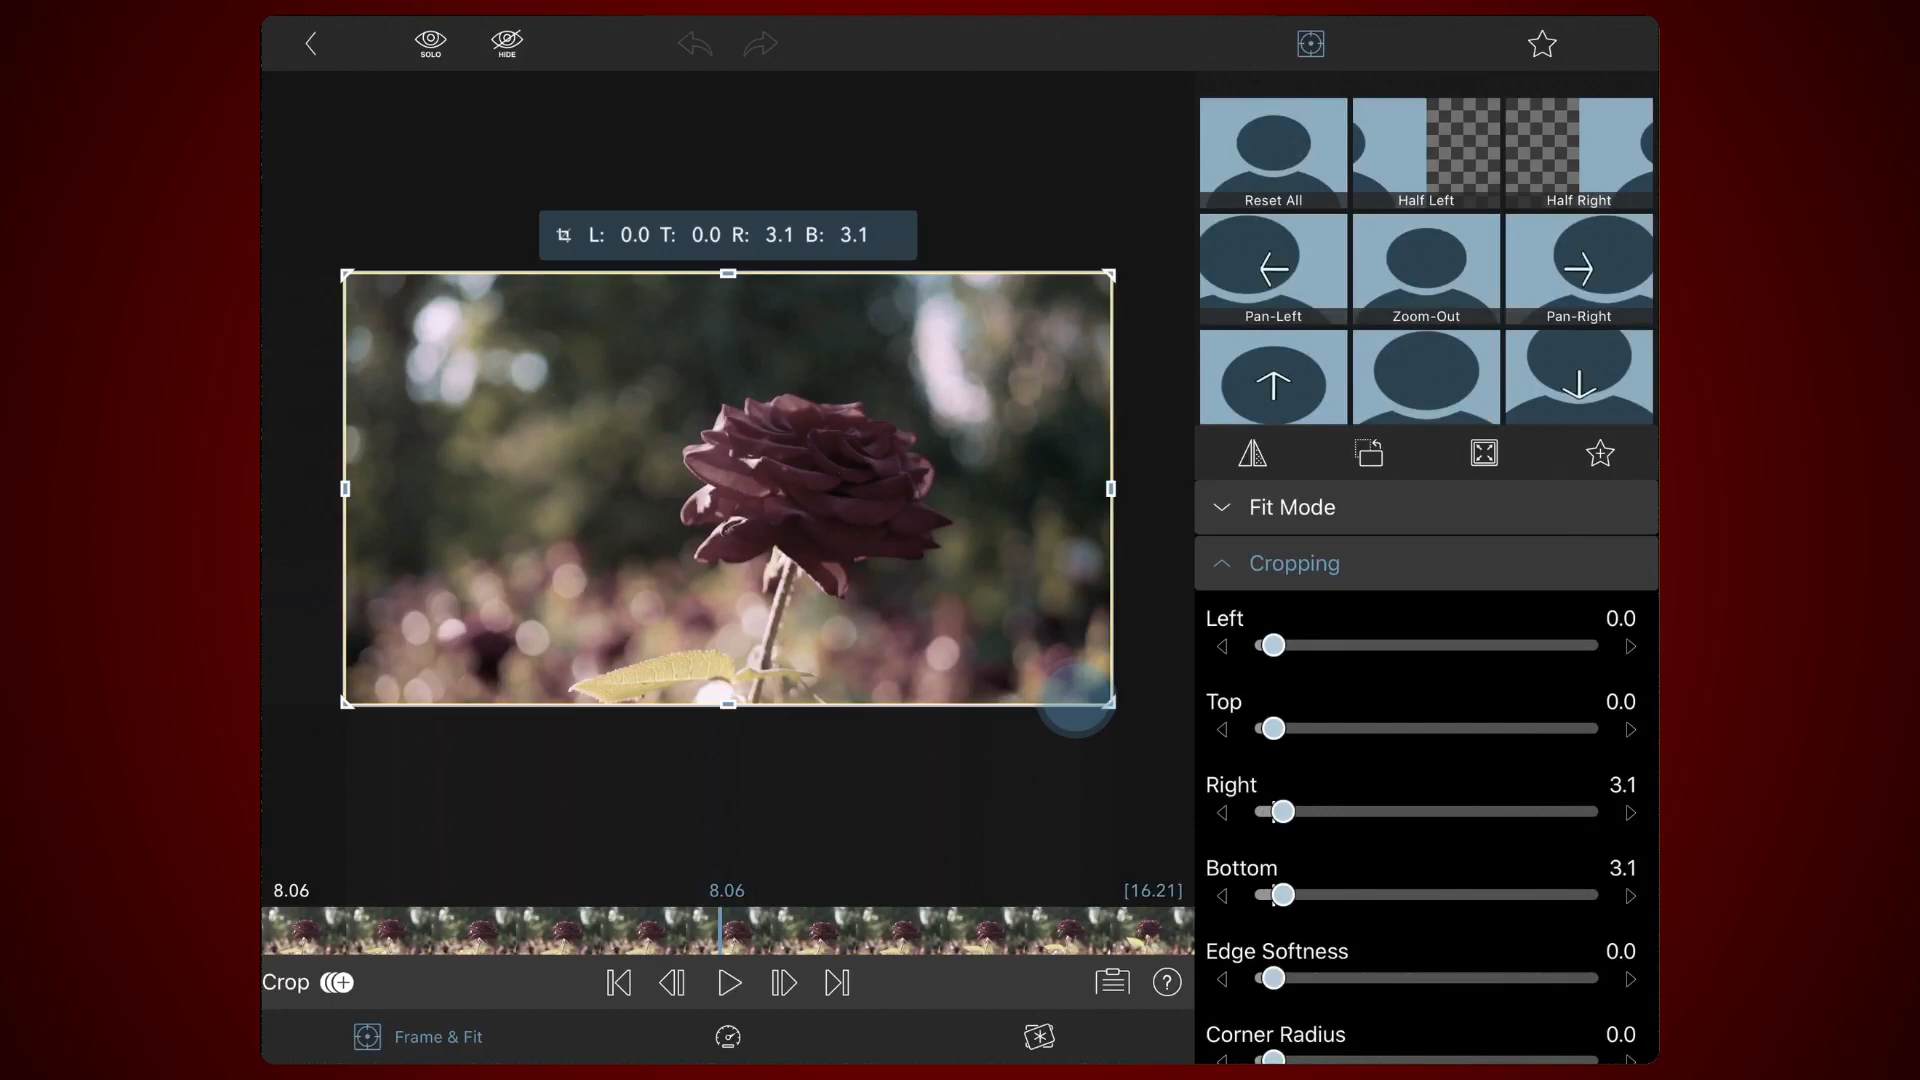 SOLO HIDE
Reset All Half Left Half Right
L: 0.0 T: 0.0 R: 3.1 B: 3.1
Pan-Left Zoom-Out Pan-Right
Fit Mode
Cropping
Left 0.0
Top 0.0
Right 3.1
Bottom 3.1
8.06 8.06 [16.21]
Edge Softness 0.0
Crop
?
Corner Radius 0.0
Frame & Fit